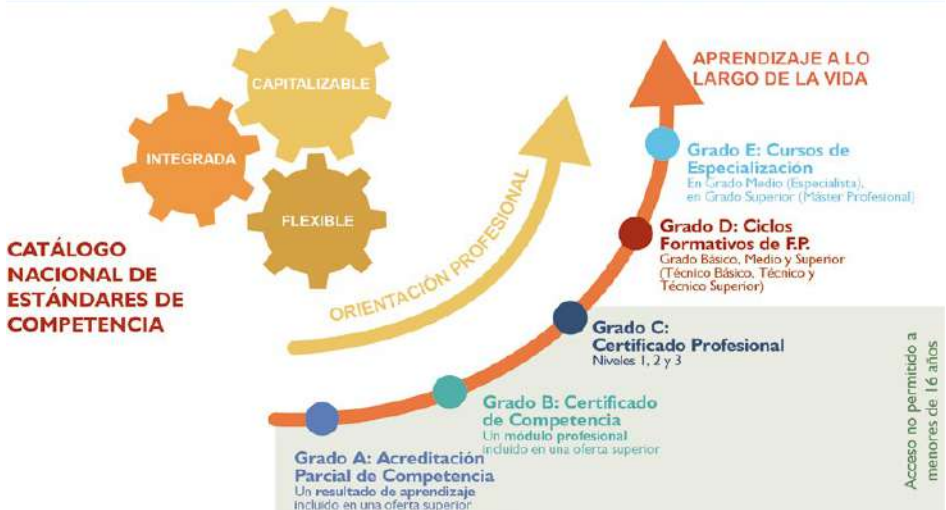 CAPITALIZABLE
INTEGRADA
FLEXIBLE
CATÁLOGO
NACIONAL DE
ESTÁNDARES DE
COMPETENCIA
ORIENTACIÓN PROFESIONAL
APRENDIZAJE A LO
LARGO DE LA VIDA
Grado E: Cursos de
Especialización
En Grado Medio (Especialista),
en Grado Superior (Máster Profesional)
Grado D: Ciclos
Formativos de F.P.
Grado Básico, Medio y Superior
(Técnico Básico, Técnico y
Técnico Superior)
Grado C:
Certificado Profesional
Niveles 1, 2 y 3
Grado B: Certificado
de Competencia
Un módulo profesional
incluido en una oferta superior
Grado A: Acreditación
Parcial de Competencia
Un resultado de aprendizaje
incluido en una oferta superior
Acceso no permitido a
menores de 16 años